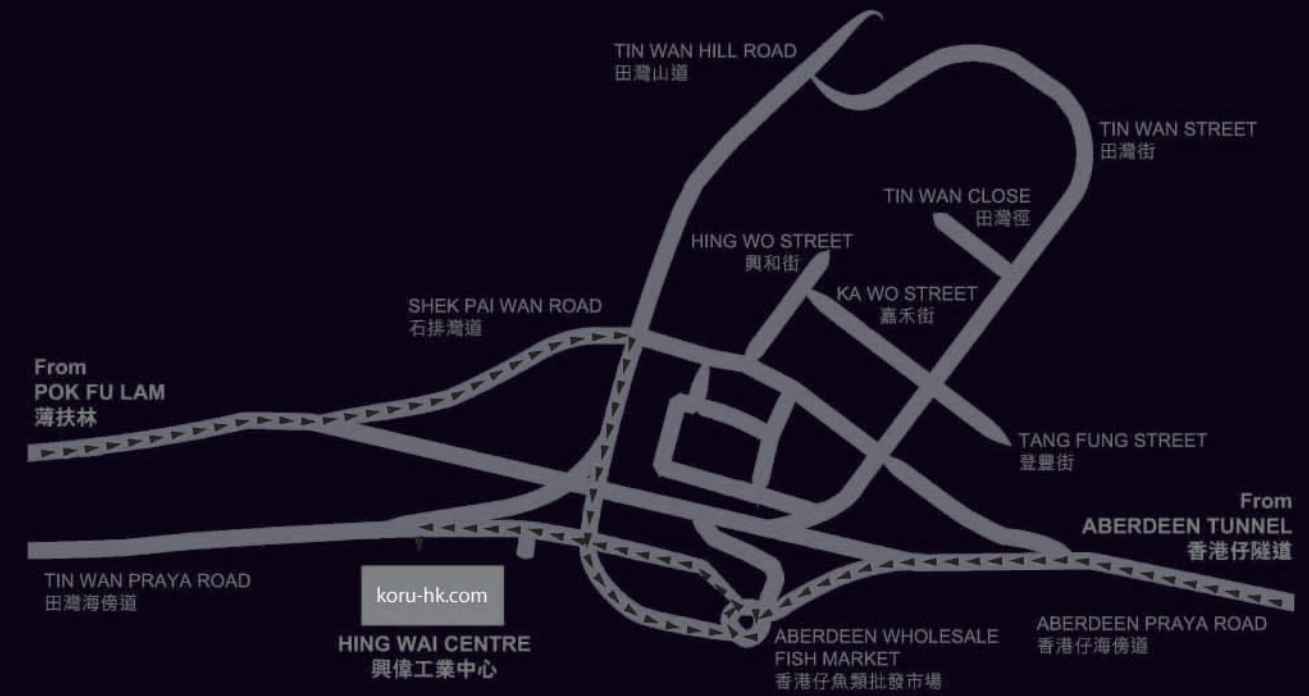 TIN WAN HILL ROAD
田灣山道
TIN WAN STREET
田灣街
TIN WAN CLOSE
田灣徑
HING WO STREET
興和街
KA WO STREET
嘉禾街
SHEK PAI WAN ROAD
石排灣道
From
POK FU LAM
薄扶林
TANG FUNG STREET
登豐街
From
ABERDEEN TUNNEL
香港仔隧道
TIN WAN PRAYA ROAD
田灣海傍道
koru-hk.com
HING WAI CENTRE
興偉工業中心
ABERDEEN WHOLESALE
FISH MARKET
香港仔魚類批發市場
ABERDEEN PRAYA ROAD
香港仔海傍道